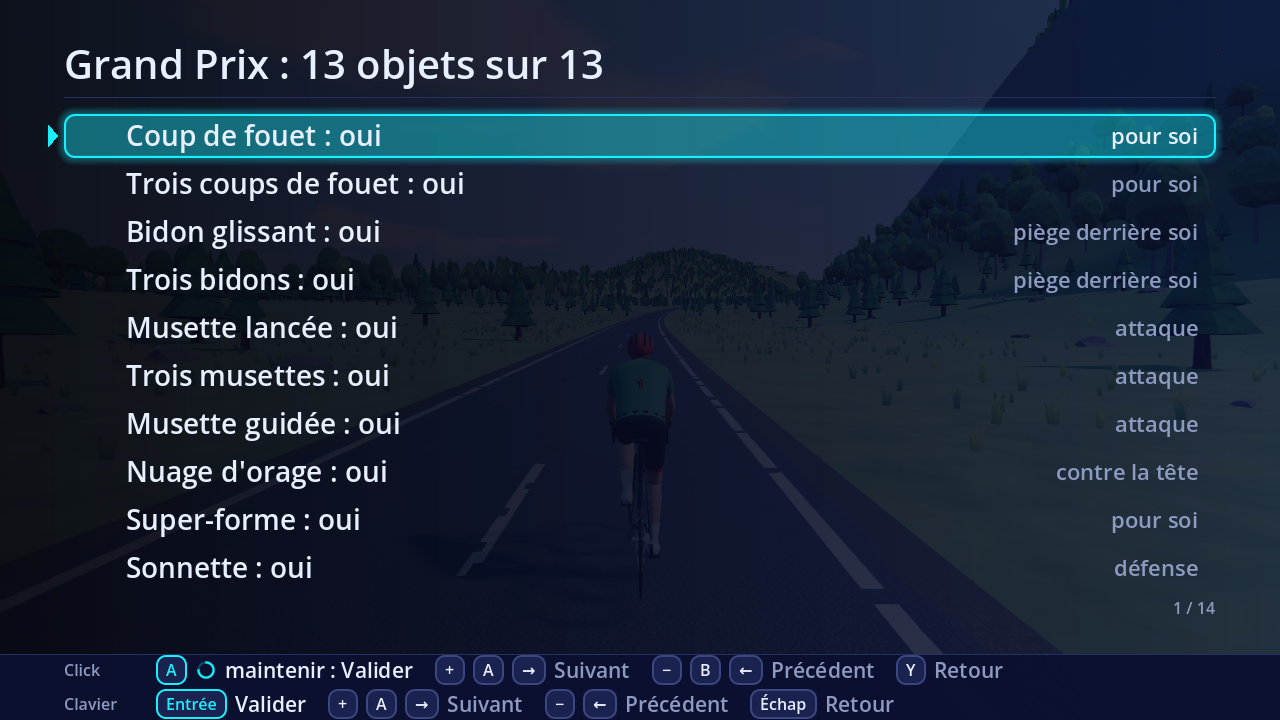 Grand Prix : 13 objets sur 13
Coup de fouet : oui pour soi
Trois coups de fouet : oui pour soi
Bidon glissant : oui piège derrière soi
Trois bidons : oui piège derrière soi
Musette lancée : oui attaque
Trois musettes : oui attaque
Musette guidée : oui attaque
Nuage d'orage : oui contre la tête
Super-forme : oui pour soi
Sonnette : oui défense
1 / 14
Click A maintenir : Valider + A → Suivant − B ← Précédent Y Retour
Clavier Entrée Valider + A → Suivant − ← Précédent Échap Retour